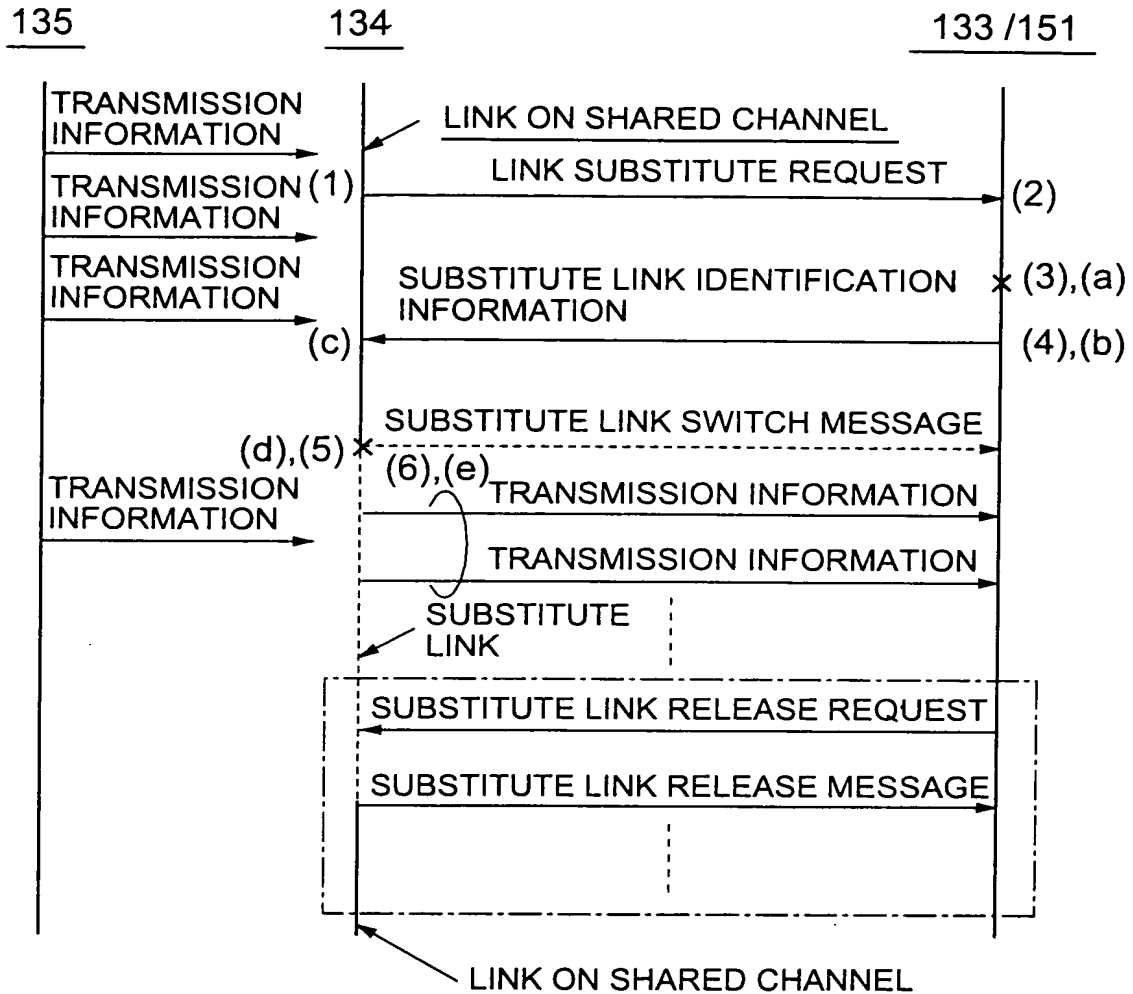 135
134
133 /151
TRANSMISSION
INFORMATION
LINK ON SHARED CHANNEL
LINK SUBSTITUTE REQUEST
TRANSMISSION
INFORMATION
(1)
(2)
TRANSMISSION
INFORMATION
SUBSTITUTE LINK IDENTIFICATION
INFORMATION
(3),(a)
(c)
(4),(b)
SUBSTITUTE LINK SWITCH MESSAGE
(d),(5)
(6),(e)
TRANSMISSION
INFORMATION
TRANSMISSION INFORMATION
TRANSMISSION INFORMATION
SUBSTITUTE
LINK
SUBSTITUTE LINK RELEASE REQUEST
SUBSTITUTE LINK RELEASE MESSAGE
LINK ON SHARED CHANNEL